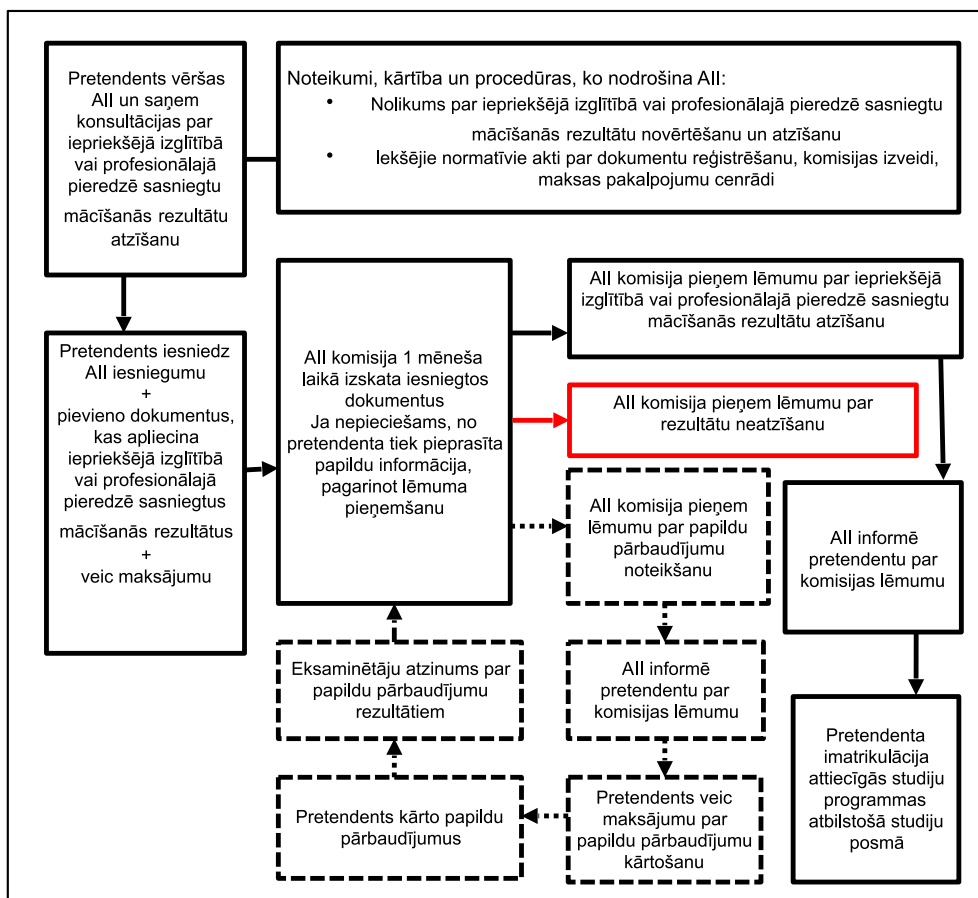 Pretendents vēršas
AII un saņem
konsultācijas par
iepriekšējā izglītībā
vai profesionālajā
pieredzē sasniegtu
mācīšanās rezultātu
atzīšanu
Noteikumi, kārtība un procedūras, ko nodrošina AII:
• Nolikums par iepriekšējā izglītībā vai profesionālajā pieredzē sasniegtu
mācīšanās rezultātu novērtēšanu un atzīšanu
• Iekšējie normatīvie akti par dokumentu reģistrēšanu, komisijas izveidi,
maksas pakalpojumu cenrādi
Pretendents iesniedz
AII iesniegumu
+
pievieno dokumentus,
kas apliecina
iepriekšējā izglītībā
vai profesionālajā
pieredzē sasniegtus
mācīšanās rezultātus
+
veic maksājumu
AII komisija 1 mēneša
laikā izskata iesniegtos
dokumentus
Ja nepieciešams, no
pretendenta tiek pieprasīta
papildu informācija,
pagarinot lēmuma
pieņemšanu
AII komisija pieņem lēmumu par iepriekšējā
izglītībā vai profesionālajā pieredzē sasniegtu
mācīšanās rezultātu atzīšanu
AII komisija pieņem lēmumu par
rezultātu neatzīšanu
AII komisija pieņem
lēmumu par papildu
pārbaudījumu
noteikšanu
AII informē
pretendentu par
komisijas lēmumu
Eksaminētāju atzinums par
papildu pārbaudījumu
rezultātiem
AII informē
pretendentu par
komisijas lēmumu
Pretendents kārto papildu
pārbaudījumus
Pretendents veic
maksājumu par
papildu pārbaudījumu
kārtošanu
Pretendenta
imatrikulācija
attiecīgās studiju
programmas
atbilstošā studiju
posmā